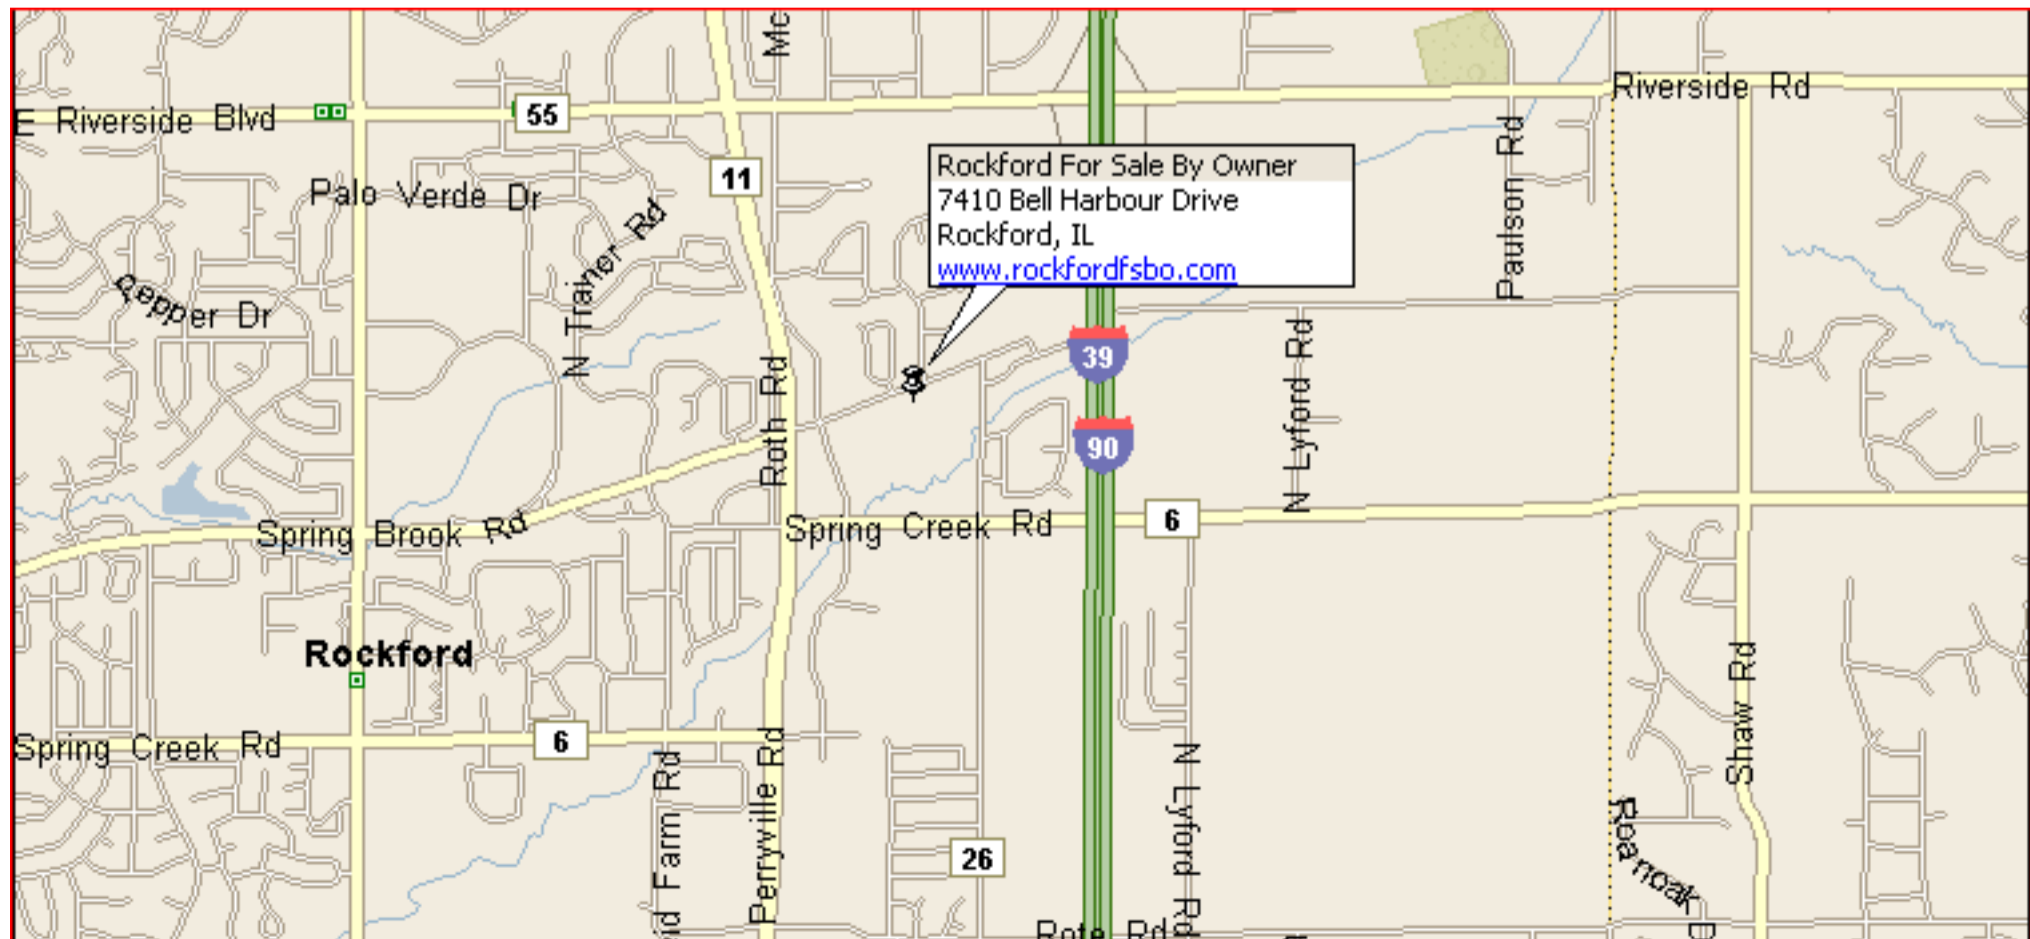 Mc
Riverside Rd
E Riverside Blvd
55
11
Rockford For Sale By Owner
7410 Bell Harbour Drive
Rockford, IL
www.rockfordfsbo.com
Palo Verde Dr
N Trainer Rd
Paulson Rd
Pepper Dr
39
N Lyford Rd
Roth Rd
90
Spring Brook Rd
Spring Creek Rd
6
Rockford
Shaw Rd
Spring Creek Rd
6
N Lyford Rd
Perryville Rd
id Farm Rd
26
Roanoak D
Rote Rd